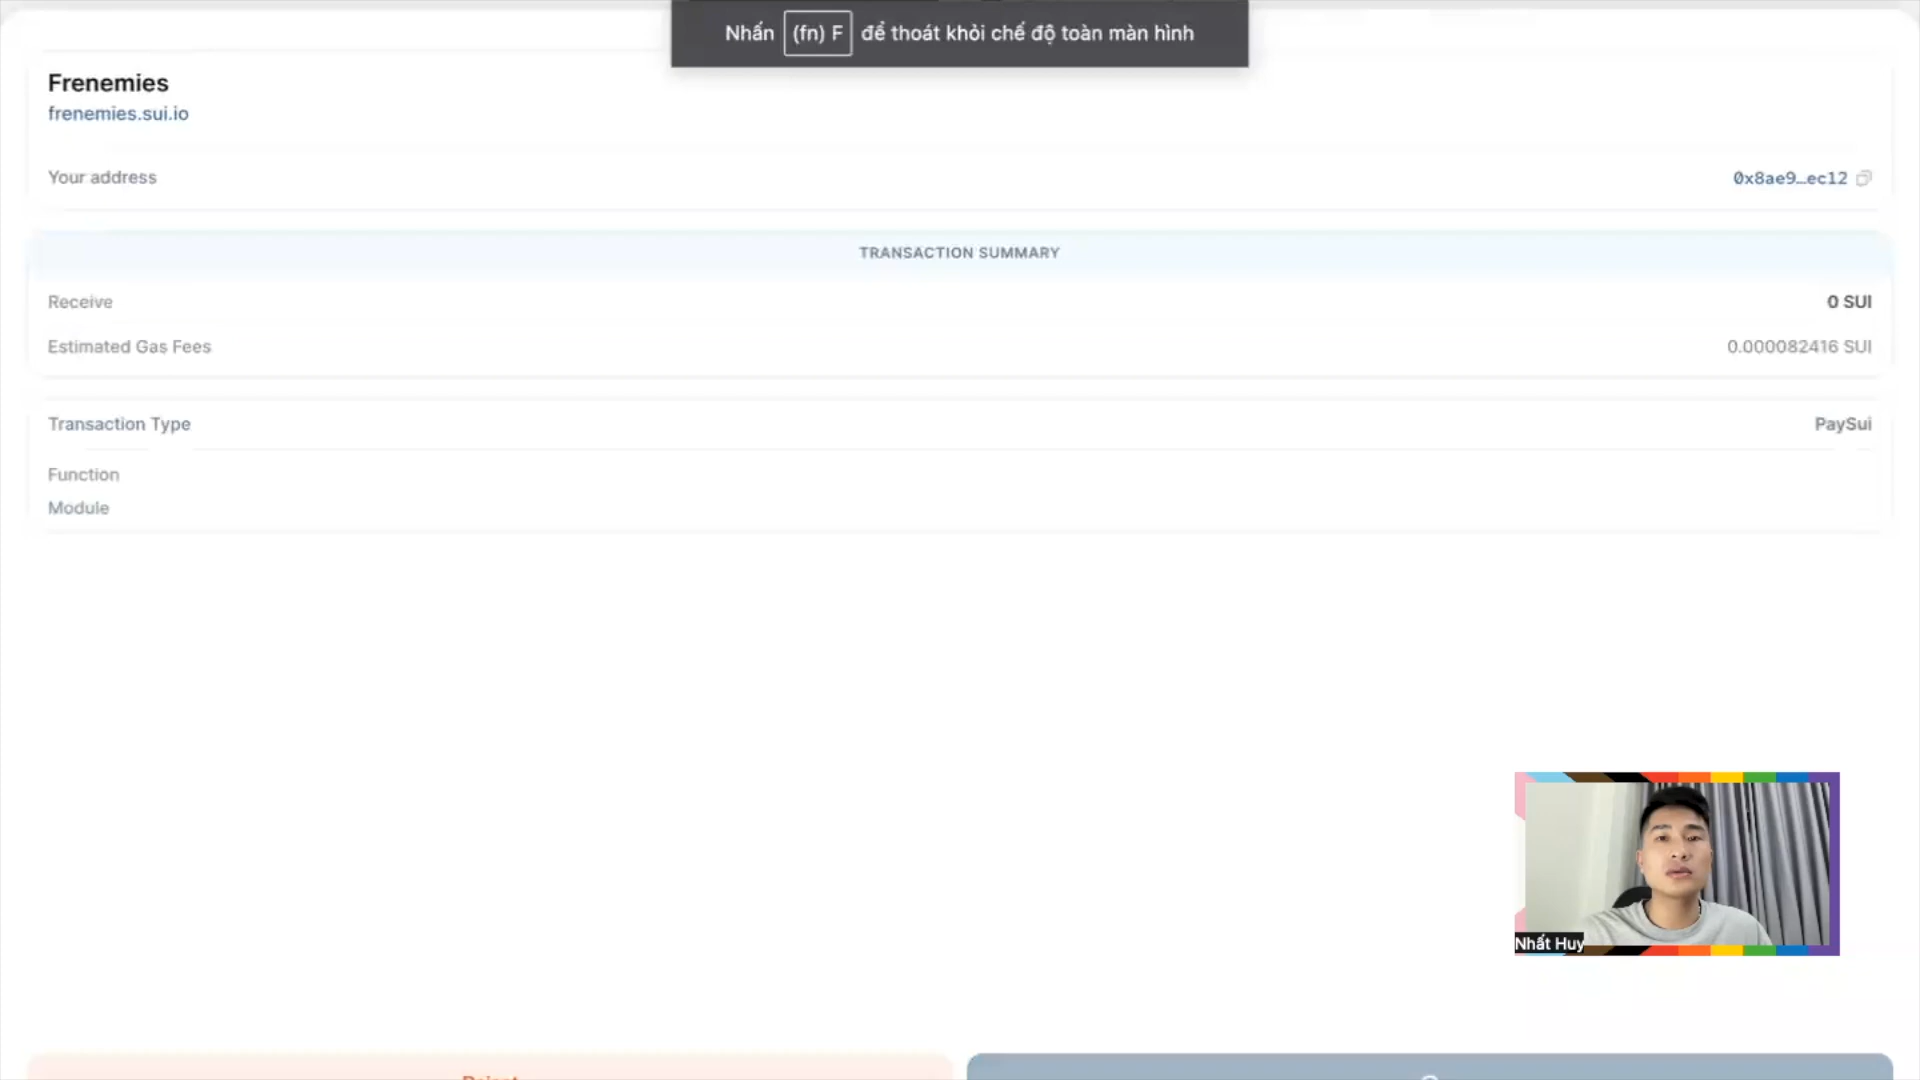 Nhấn (fn) F để thoát khỏi chế độ toàn màn hình
Frenemies
frenemies.sui.io
Your address 0x8ae9…ec12
TRANSACTION SUMMARY
Receive 0 SUI
Estimated Gas Fees 0.000082416 SUI
Transaction Type PaySui
Function
Module
Nhất Huy